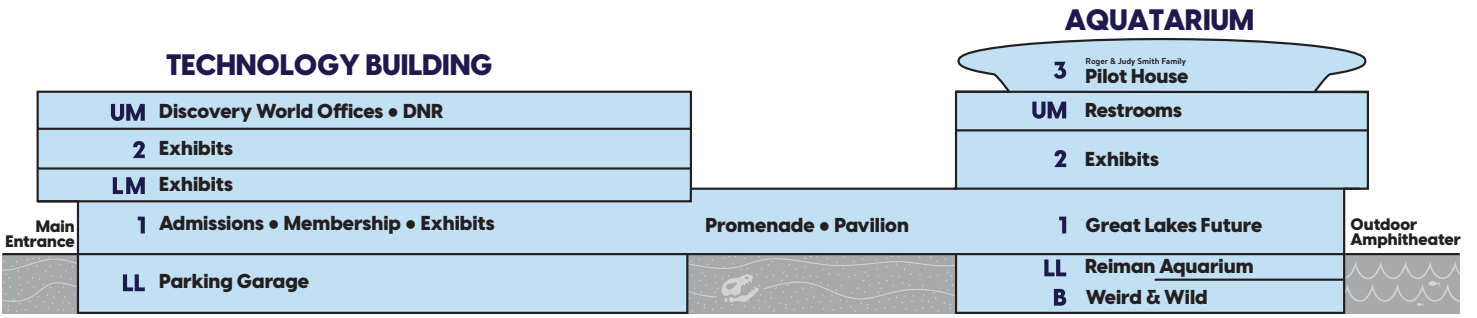 TECHNOLOGY BUILDING
UM Discovery World Offices • DNR
2 Exhibits
LM Exhibits
1 Admissions • Membership • Exhibits
LL Parking Garage
Main
Entrance
Promenade • Pavilion
AQUATARIUM
Roger & Judy Smith Family
3 Pilot House
UM Restrooms
2 Exhibits
1 Great Lakes Future
LL Reiman Aquarium
B Weird & Wild
Outdoor
Amphitheater